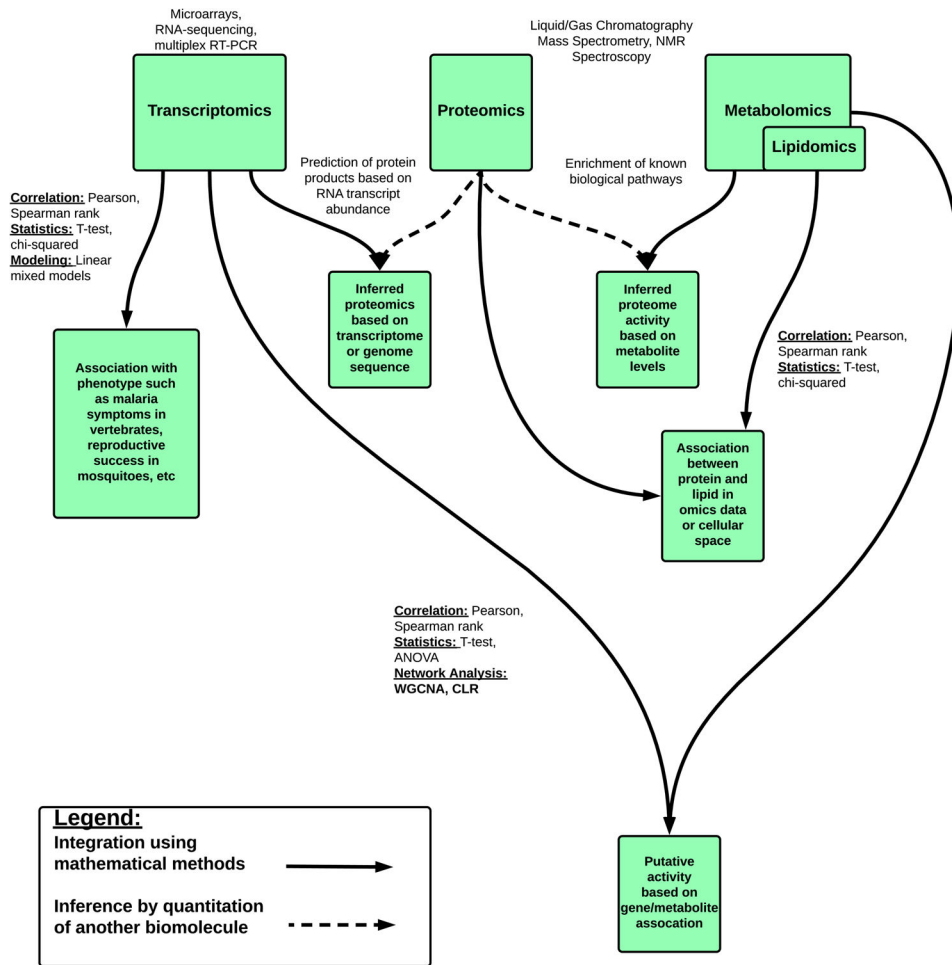 Microarrays,
RNA-sequencing,
multiplex RT-PCR
Liquid/Gas Chromatography
Mass Spectrometry, NMR
Spectroscopy
Transcriptomics
Proteomics
Metabolomics
Lipidomics
Prediction of protein
products based on
RNA transcript
abundance
Enrichment of known
biological pathways
Correlation: Pearson,
Spearman rank
Statistics: T-test,
chi-squared
Modeling: Linear
mixed models
Inferred
proteomics
based on
transcriptome
or genome
sequence
Inferred
proteome
activity
based on
metabolite
levels
Correlation: Pearson,
Spearman rank
Statistics: T-test,
chi-squared
Association with
phenotype such
as malaria
symptoms in
vertebrates,
reproductive
success in
mosquitoes, etc
Association
between
protein and
lipid in
omics data
or cellular
space
Correlation: Pearson,
Spearman rank
Statistics: T-test,
ANOVA
Network Analysis:
WGCNA, CLR
Legend:
Integration using
mathematical methods
Inference by quantitation
of another biomolecule
Putative
activity
based on
gene/metabolite
assocation